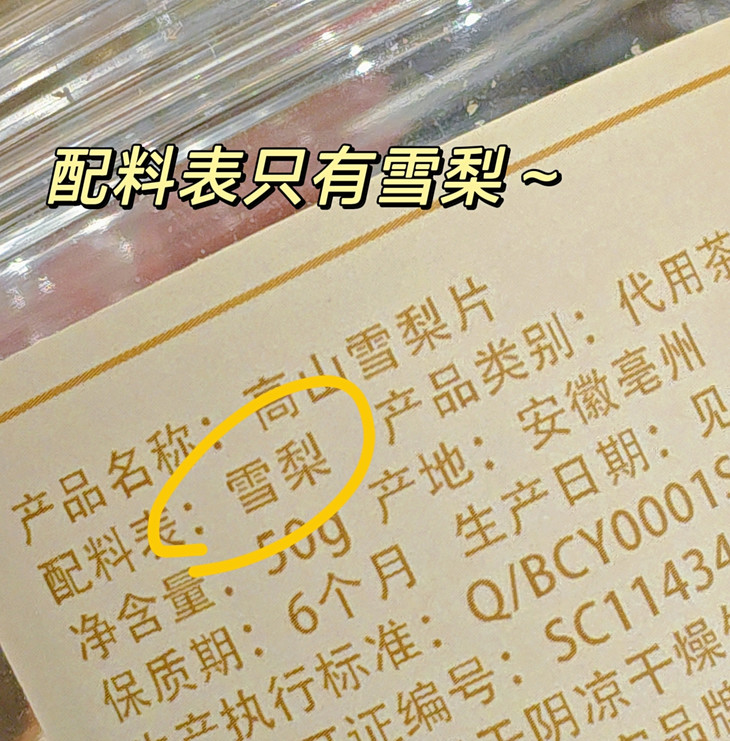 配料表只有雪梨~
产品名称：高山雪梨片 产品类别：代用茶
配料表：雪梨 产地：安徽亳州
净含量：50g 生产日期：见
保质期：6个月
产执行标准：Q/BCY0001S
证编号：SC11434
阴凉干燥
品牌